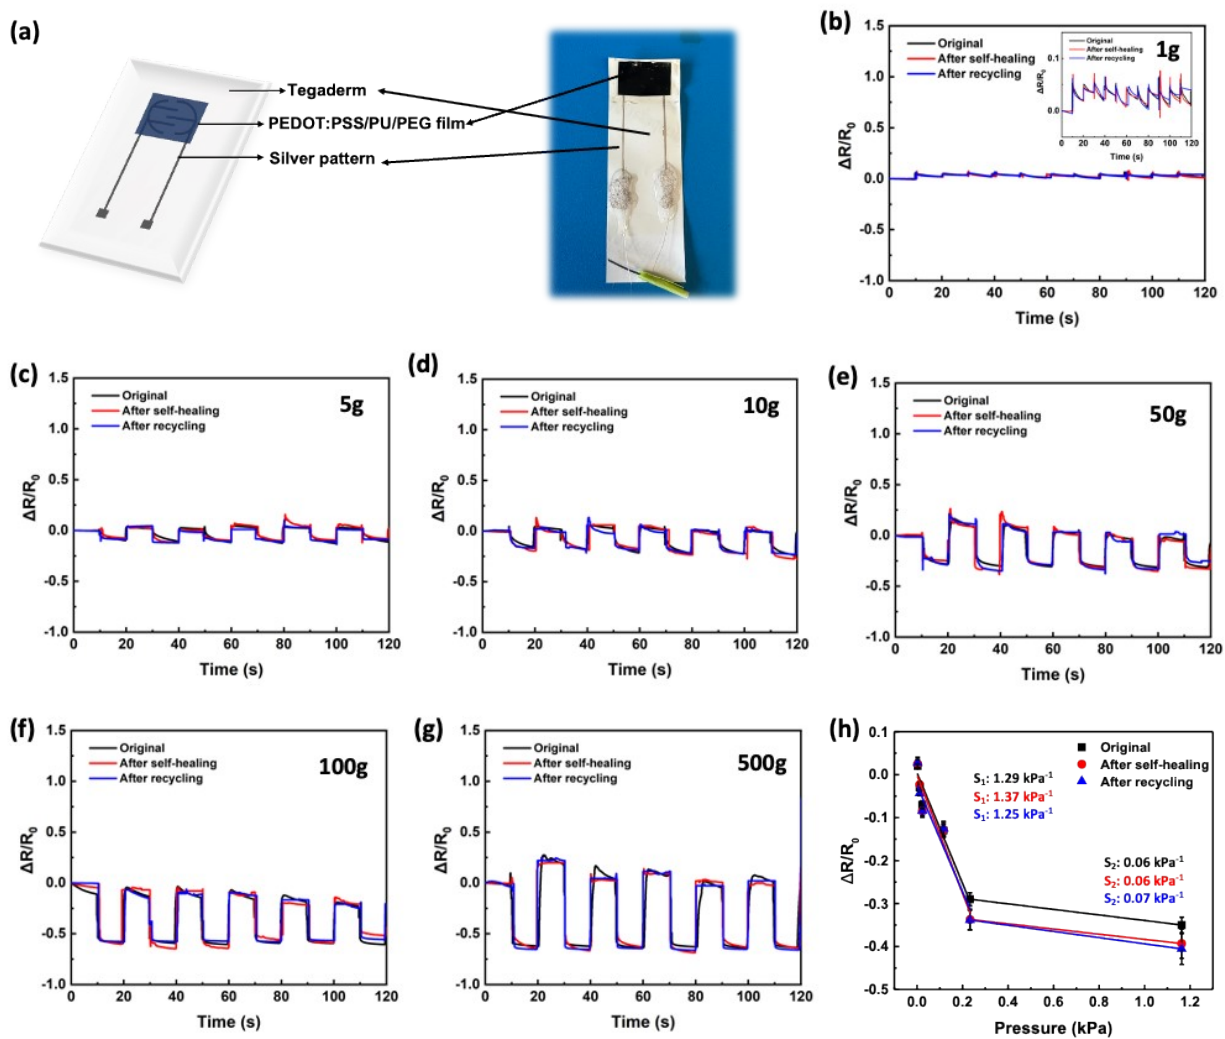 (a)
Tegaderm
PEDOT:PSS/PU/PEG film
Silver pattern
(b)
1.5
1.0
0.5
0.0
-0.5
-1.0
ΔR/R0
Original
After self-healing
After recycling
0 20 40 60 80 100 120
Time (s)
1g
Original
After self-healing
After recycling
0.1
0.0
ΔR/R0
0 20 40 60 80 100 120
Time (s)
(c)
1.5
1.0
0.5
0.0
-0.5
-1.0
ΔR/R0
Original
After self-healing
After recycling
5g
0 20 40 60 80 100 120
Time (s)
(d)
1.5
1.0
0.5
0.0
-0.5
-1.0
ΔR/R0
Original
After self-healing
After recycling
10g
0 20 40 60 80 100 120
Time (s)
(e)
1.5
1.0
0.5
0.0
-0.5
-1.0
ΔR/R0
Original
After self-healing
After recycling
50g
0 20 40 60 80 100 120
Time (s)
(f)
1.5
1.0
0.5
0.0
-0.5
-1.0
ΔR/R0
Original
After self-healing
After recycling
100g
0 20 40 60 80 100 120
Time (s)
(g)
1.5
1.0
0.5
0.0
-0.5
-1.0
ΔR/R0
Original
After self-healing
After recycling
500g
0 20 40 60 80 100 120
Time (s)
(h)
0.1
0.0
-0.1
-0.2
-0.3
-0.4
-0.5
ΔR/R0
Original
After self-healing
After recycling
S1: 1.29 kPa-1
S1: 1.37 kPa-1
S1: 1.25 kPa-1
S2: 0.06 kPa-1
S2: 0.06 kPa-1
S2: 0.07 kPa-1
0.0 0.2 0.4 0.6 0.8 1.0 1.2
Pressure (kPa)